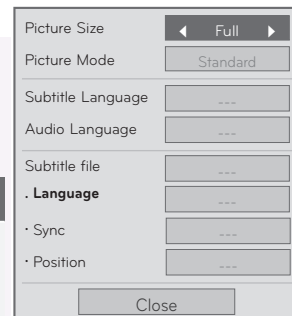 Picture Size ◀ Full ▶
Picture Mode Standard
Subtitle Language ---
Audio Language ---
Subtitle file ---
. Language ---
· Sync ---
· Position ---
Close